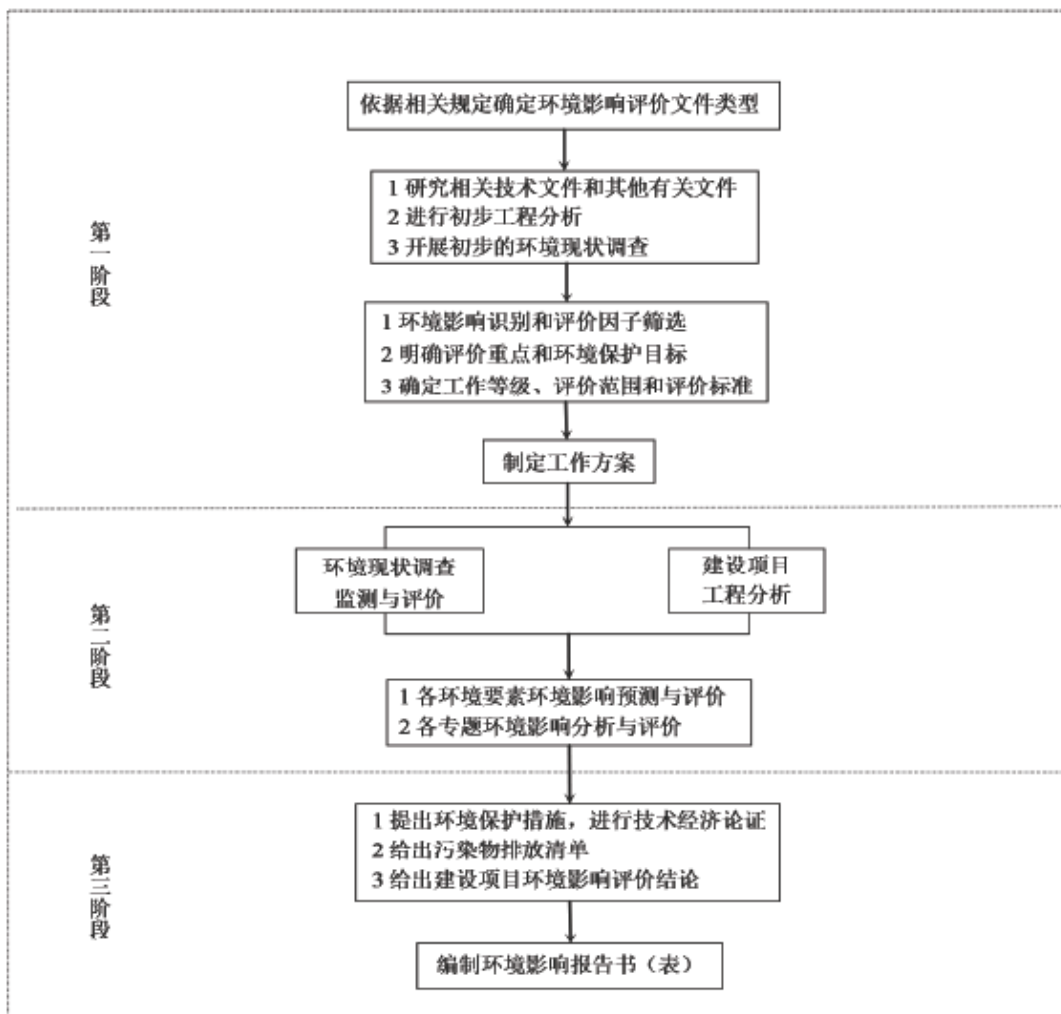 依据相关规定确定环境影响评价文件类型
1 研究相关技术文件和其他有关文件
2 进行初步工程分析
3 开展初步的环境现状调查
第一阶段
1 环境影响识别和评价因子筛选
2 明确评价重点和环境保护目标
3 确定工作等级、评价范围和评价标准
制定工作方案
环境现状调查
监测与评价
建设项目
工程分析
第二阶段
1 各环境要素环境影响预测与评价
2 各专题环境影响分析与评价
1 提出环境保护措施，进行技术经济论证
2 给出污染物排放清单
3 给出建设项目环境影响评价结论
第三阶段
编制环境影响报告书（表）